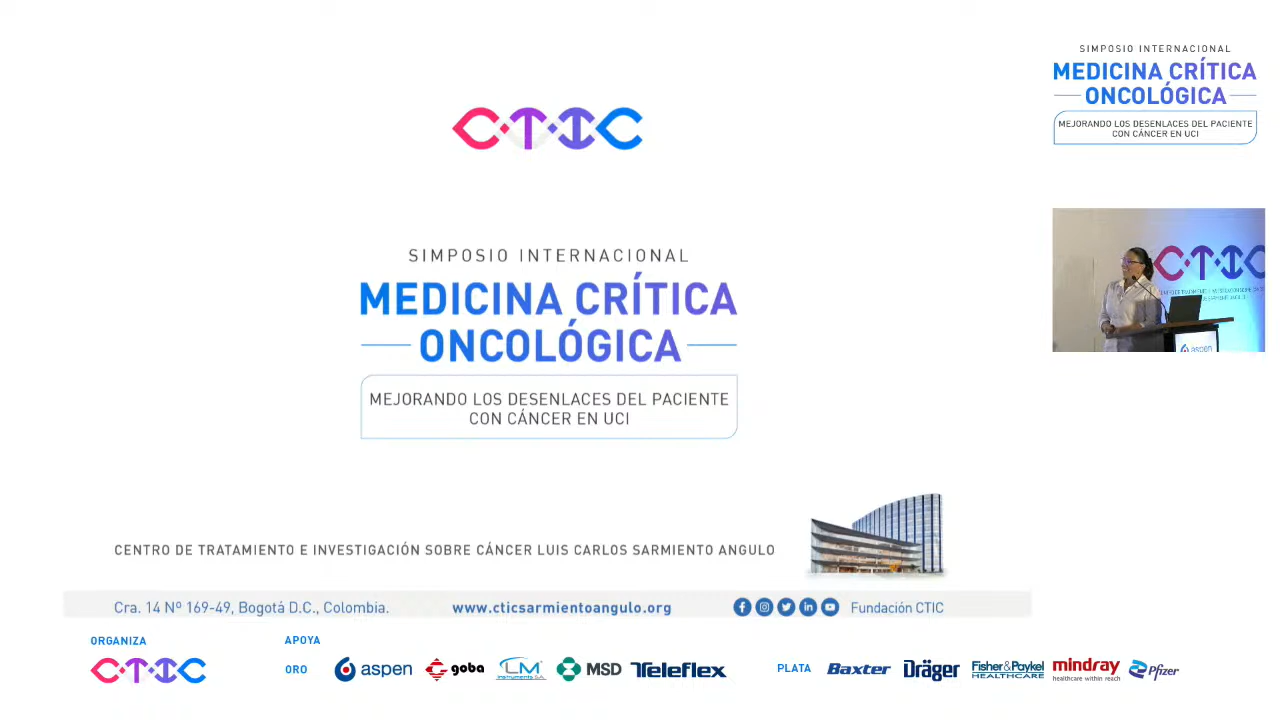 CTIC
SIMPOSIO INTERNACIONAL
MEDICINA CRÍTICA
ONCOLÓGICA
MEJORANDO LOS DESENLACES DEL PACIENTE
CON CÁNCER EN UCI
CENTRO DE TRATAMIENTO E INVESTIGACIÓN SOBRE CÁNCER LUIS CARLOS SARMIENTO ANGULO
Cra. 14 Nº 169-49, Bogotá D.C., Colombia.
www.cticsarmientoangulo.org
Fundación CTIC
SIMPOSIO INTERNACIONAL
MEDICINA CRÍTICA
ONCOLÓGICA
MEJORANDO LOS DESENLACES DEL PACIENTE
CON CÁNCER EN UCI
CTIC
aspen
ORGANIZA
CTIC
APOYA
ORO
aspen
goba
LM
Instruments S.A.
MSD
Teleflex
PLATA
Baxter
Dräger
Fisher&Paykel
HEALTHCARE
mindray
healthcare within reach
Pfizer